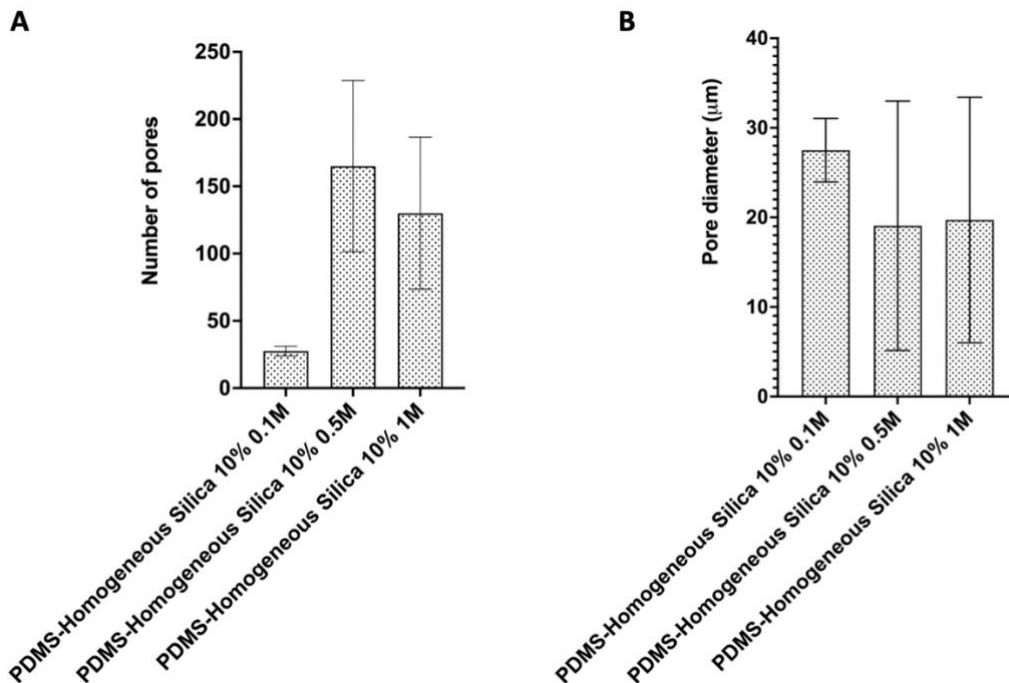 A
Number of pores
250
200
150
100
50
0
PDMS-Homogeneous Silica 10% 0.1M
PDMS-Homogeneous Silica 10% 0.5M
PDMS-Homogeneous Silica 10% 1M
B
Pore diameter (μm)
40
30
20
10
0
PDMS-Homogeneous Silica 10% 0.1M
PDMS-Homogeneous Silica 10% 0.5M
PDMS-Homogeneous Silica 10% 1M